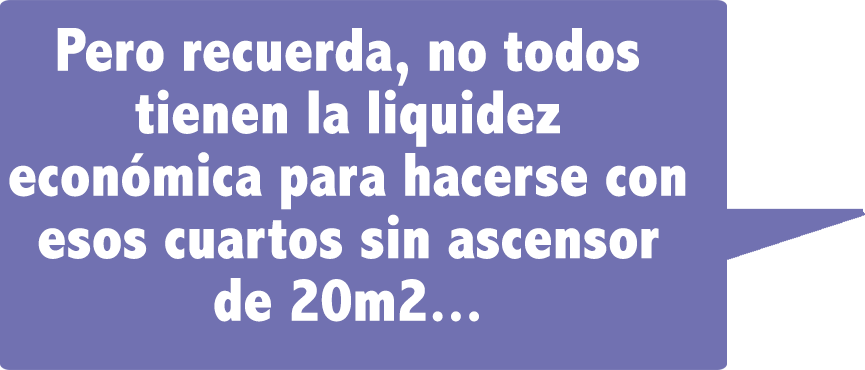 Pero recuerda, no todos
tienen la liquidez
económica para hacerse con
esos cuartos sin ascensor
de 20m2...